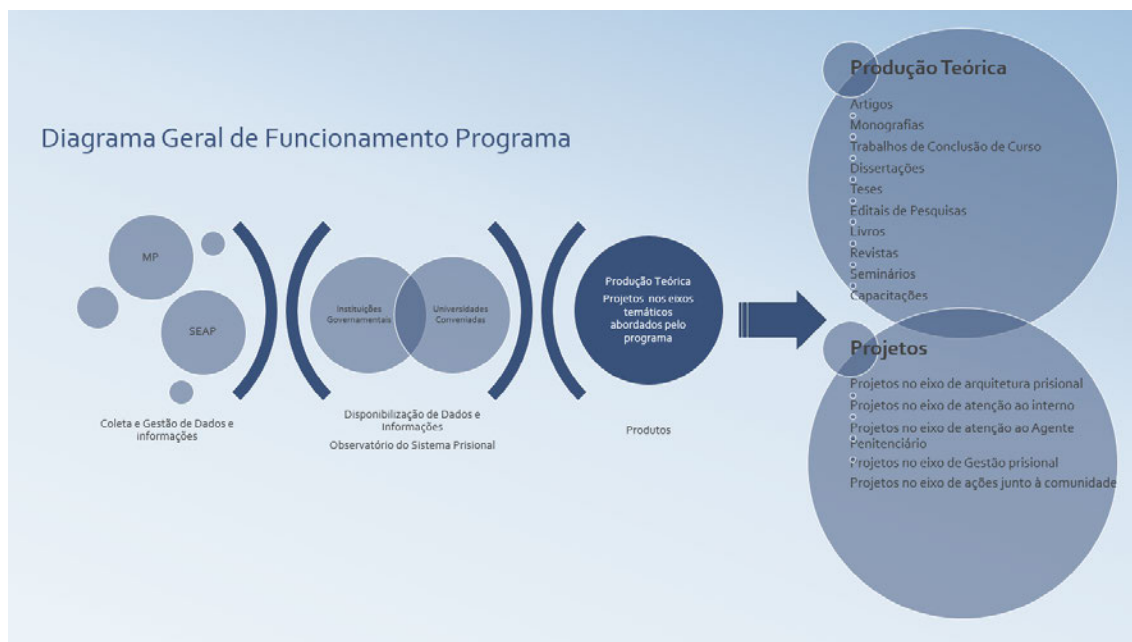 Diagrama Geral de Funcionamento Programa
MP
SEAP
Coleta e Gestão de Dados e
informações
Instituições
Governamentais
Universidades
Conveniadas
Disponibilização de Dados e
Informações
Observatório do Sistema Prisional
Produção Teórica
Projetos nos eixos
temáticos
abordados pelo
programa
Produtos
Produção Teórica
Artigos
Monografias
Trabalhos de Conclusão de Curso
Dissertações
Teses
Editais de Pesquisas
Livros
Revistas
Seminários
Capacitações
Projetos
Projetos no eixo de arquitetura prisional
Projetos no eixo de atenção ao interno
Projetos no eixo de atenção ao Agente
Penitenciário
Projetos no eixo de Gestão prisional
Projetos no eixo de ações junto à comunidade